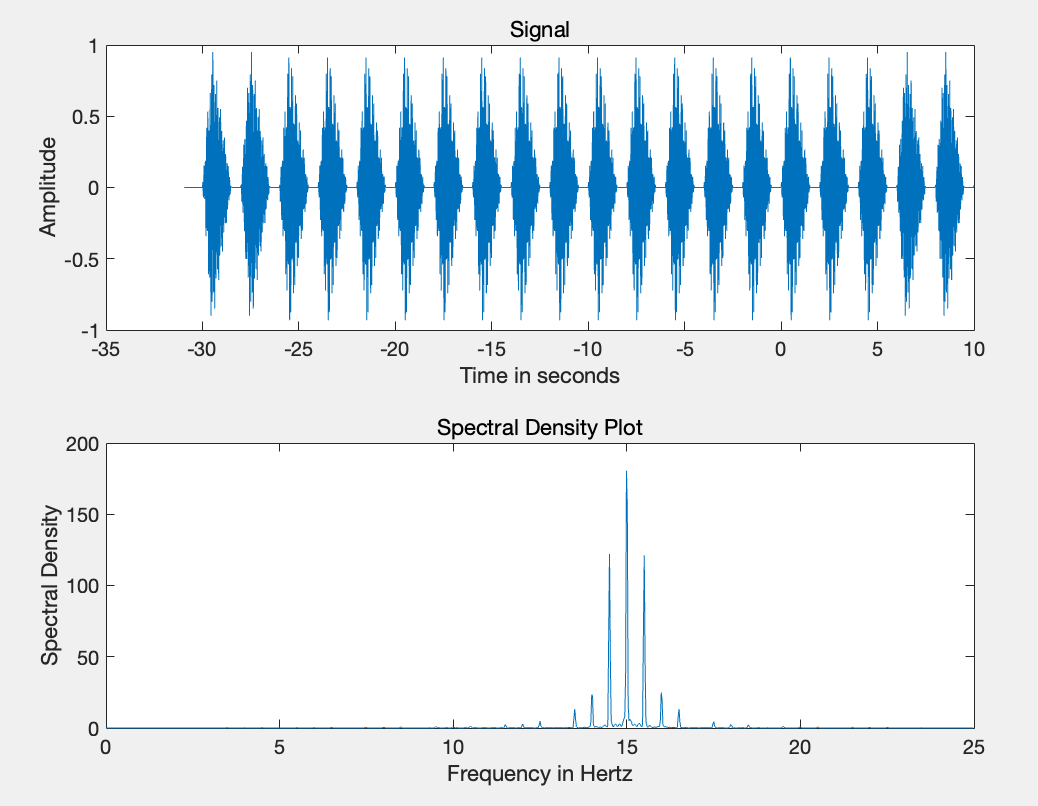 Signal
1
0.5
0
-0.5
-1
Amplitude
-35 -30 -25 -20 -15 -10 -5 0 5 10
Time in seconds
Spectral Density Plot
200
150
100
50
0
Spectral Density
0 5 10 15 20 25
Frequency in Hertz